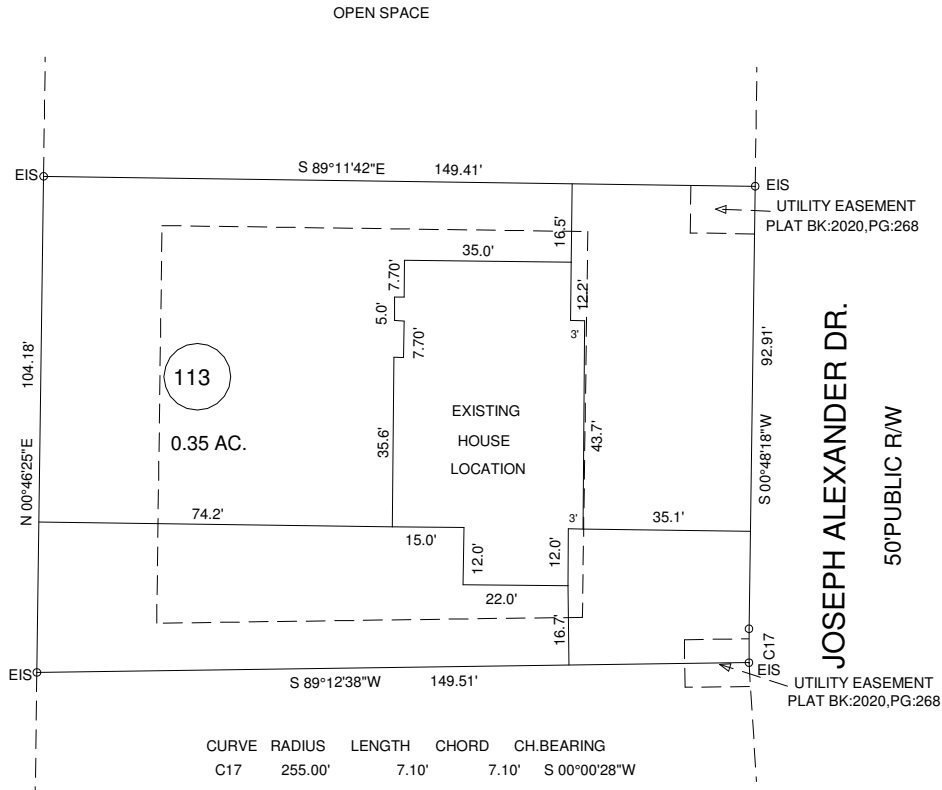 OPEN SPACE
S 89°11'42"E 149.41'
EIS
EIS
UTILITY EASEMENT
PLAT BK:2020,PG:268
16.5'
35.0'
7.70'
12.2'
5.0'
3'
7.70'
104.18'
92.91'
113
EXISTING
HOUSE
LOCATION
0.35 AC.
35.6'
43.7'
N 00°46'25"E
S 00°48'18"W
JOSEPH ALEXANDER DR.
50'PUBLIC R/W
74.2'
3'
35.1'
15.0'
12.0'
12.0'
22.0'
16.7'
C17
EIS
EIS
S 89°12'38"W 149.51'
UTILITY EASEMENT
PLAT BK:2020,PG:268
CURVE RADIUS LENGTH CHORD CH.BEARING
C17 255.00' 7.10' 7.10' S 00°00'28"W